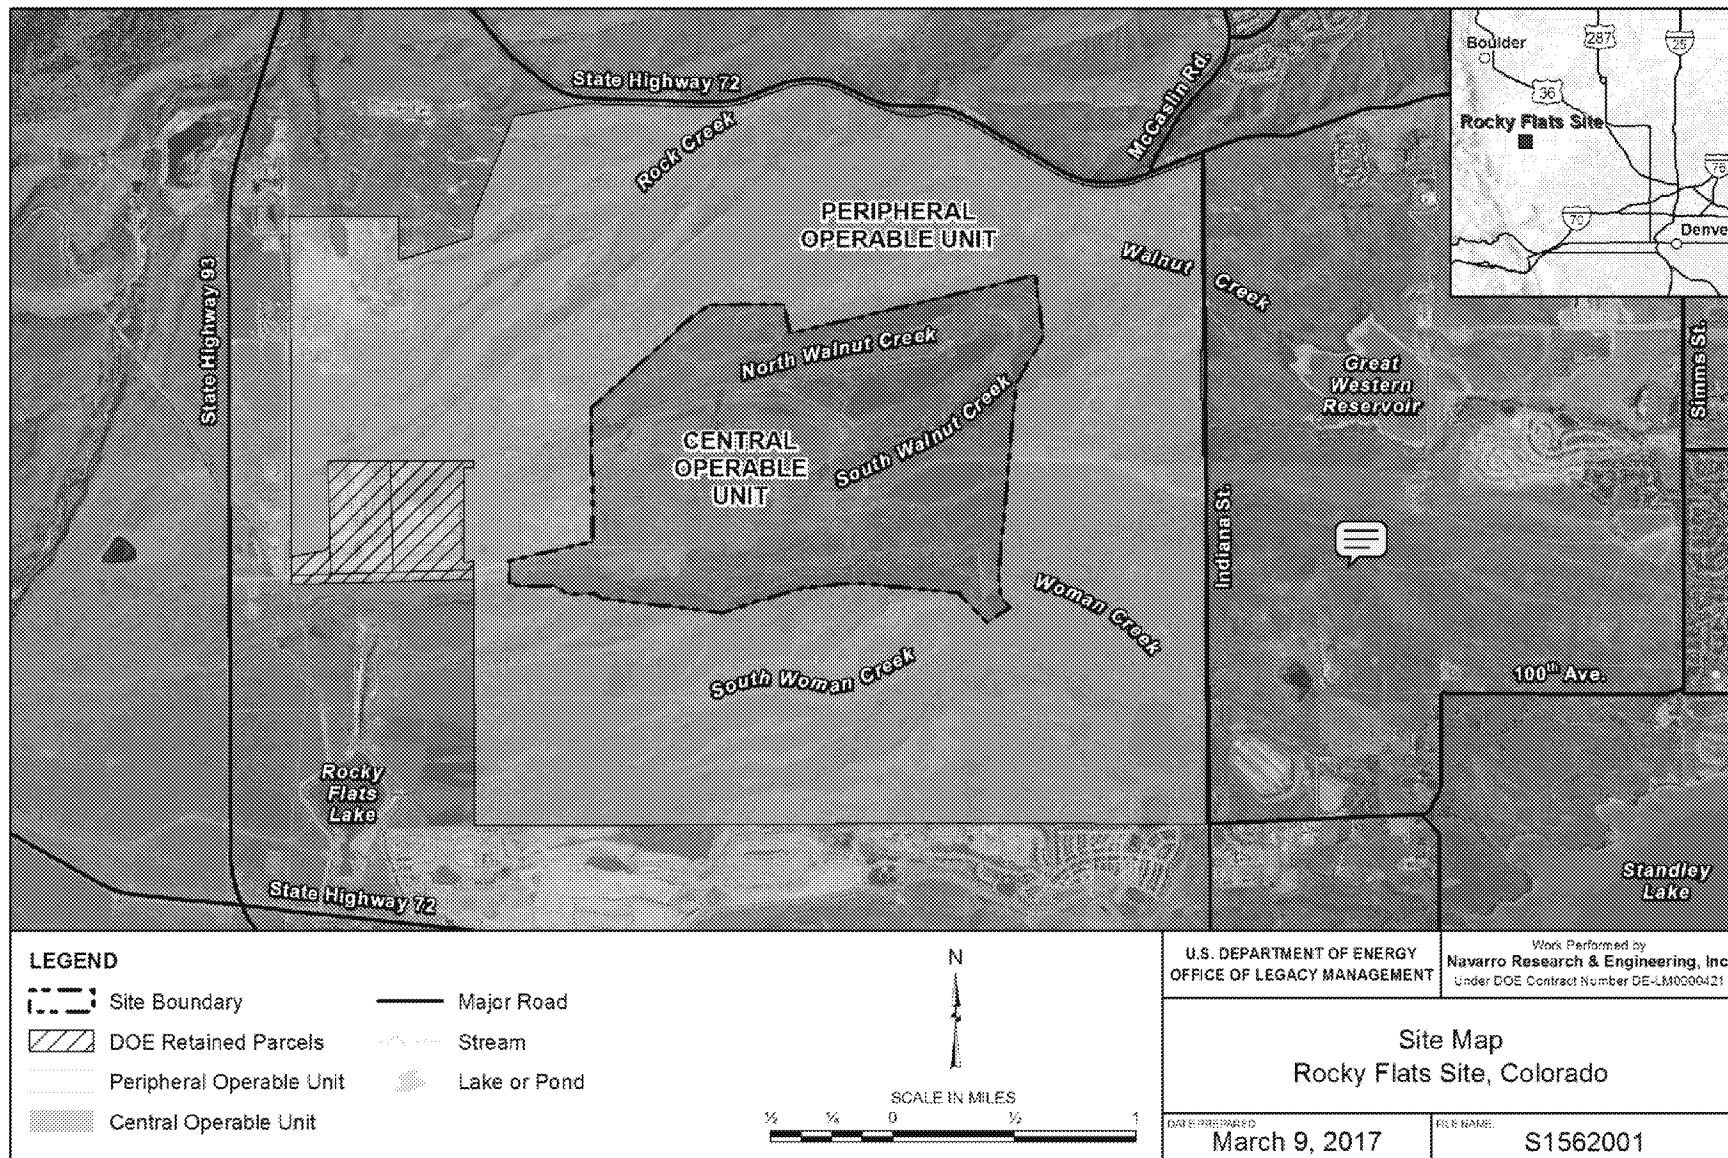 State Highway 72
McCaslin Rd.
Rock Creek
PERIPHERAL
OPERABLE UNIT
Walnut Creek
State Highway 93
North Walnut Creek
South Walnut Creek
CENTRAL
OPERABLE
UNIT
Great
Western
Reservoir
Simms St.
Indiana St.
Woman Creek
South Woman Creek
100th Ave.
Rocky
Flats
Lake
State Highway 72
Standley
Lake
Boulder
287
25
36
Rocky Flats Site
76
70
Denve
LEGEND
Site Boundary
DOE Retained Parcels
Peripheral Operable Unit
Central Operable Unit
Major Road
Stream
Lake or Pond
N
SCALE IN MILES
½ ¼ 0 ½ 1
U.S. DEPARTMENT OF ENERGY
OFFICE OF LEGACY MANAGEMENT
Work Performed by
Navarro Research & Engineering, Inc
Under DOE Contract Number DE-LM0000421
Site Map
Rocky Flats Site, Colorado
DATE PREPARED:
March 9, 2017
FILE NAME:
S1562001